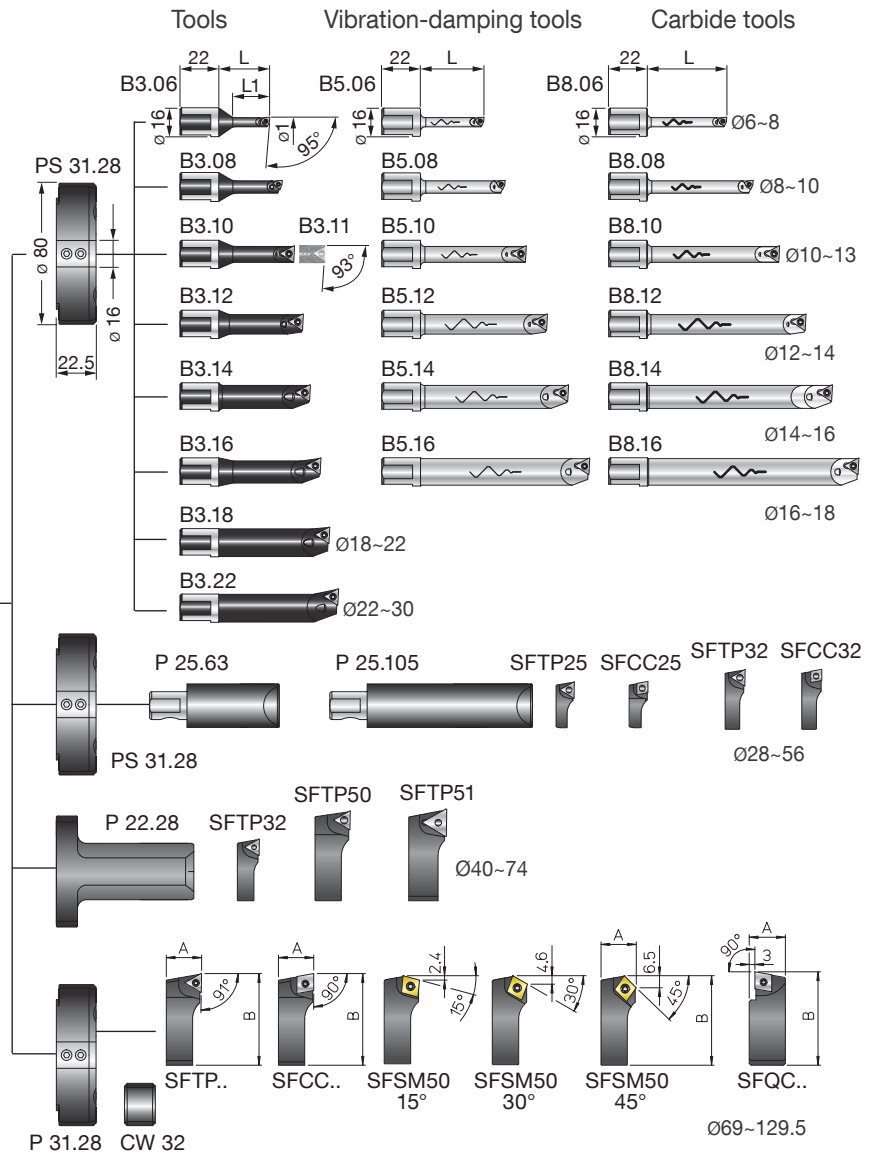 Tools Vibration-damping tools Carbide tools
22 L 22 L 22 L
B3.06 L1 B5.06 B8.06
ø 16 ø1 95° ø 16 ø 16 Ø6~8
PS 31.28 B3.08 B5.08 B8.08 Ø8~10
B3.10 B3.11 B5.10 B8.10 Ø10~13
ø 80 93°
ø 16 B3.12 B5.12 B8.12
Ø12~14
22.5 B3.14 B5.14 B8.14
Ø14~16
B3.16 B5.16 B8.16
Ø16~18
B3.18
Ø18~22
B3.22
Ø22~30
P 25.63 P 25.105 SFTP25 SFCC25 SFTP32 SFCC32
PS 31.28 Ø28~56
P 22.28 SFTP32 SFTP50 SFTP51
Ø40~74
A A 2.4 4.6 A 6.5 90° A 3
91° B 90° B 15° 30° 45° B B
SFTP.. SFCC.. SFSM50 SFSM50 SFSM50 SFQC..
15° 30° 45°
Ø69~129.5
P 31.28 CW 32